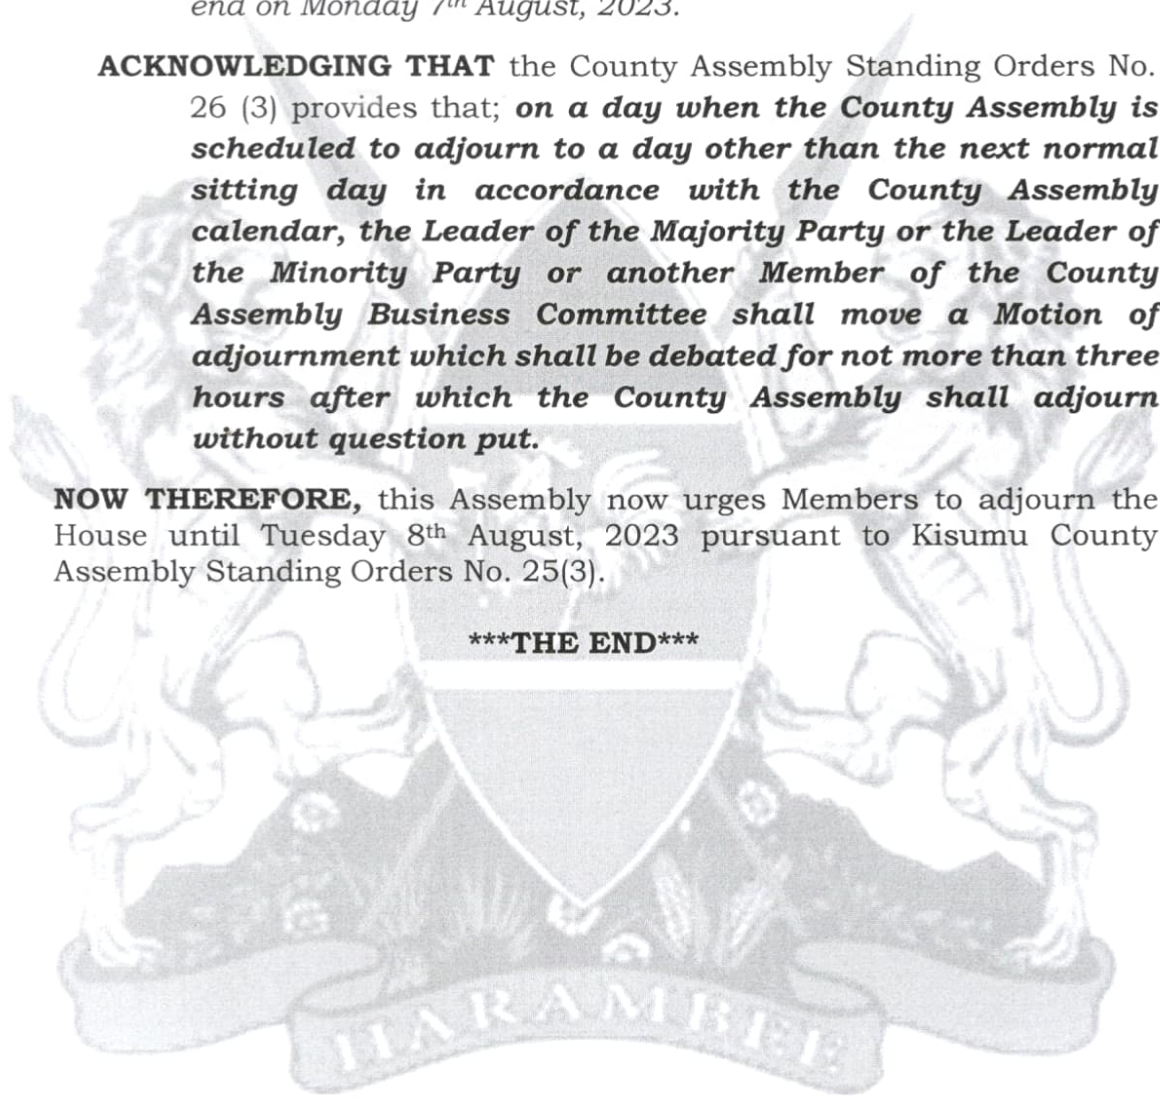 end on Monday 7th August, 2023.
ACKNOWLEDGING THAT the County Assembly Standing Orders No.
26 (3) provides that; on a day when the County Assembly is
scheduled to adjourn to a day other than the next normal
sitting day in accordance with the County Assembly
calendar, the Leader of the Majority Party or the Leader of
the Minority Party or another Member of the County
Assembly Business Committee shall move a Motion of
adjournment which shall be debated for not more than three
hours after which the County Assembly shall adjourn
without question put.
NOW THEREFORE, this Assembly now urges Members to adjourn the
House until Tuesday 8th August, 2023 pursuant to Kisumu County
Assembly Standing Orders No. 25(3).
***THE END***
HARAMBEE